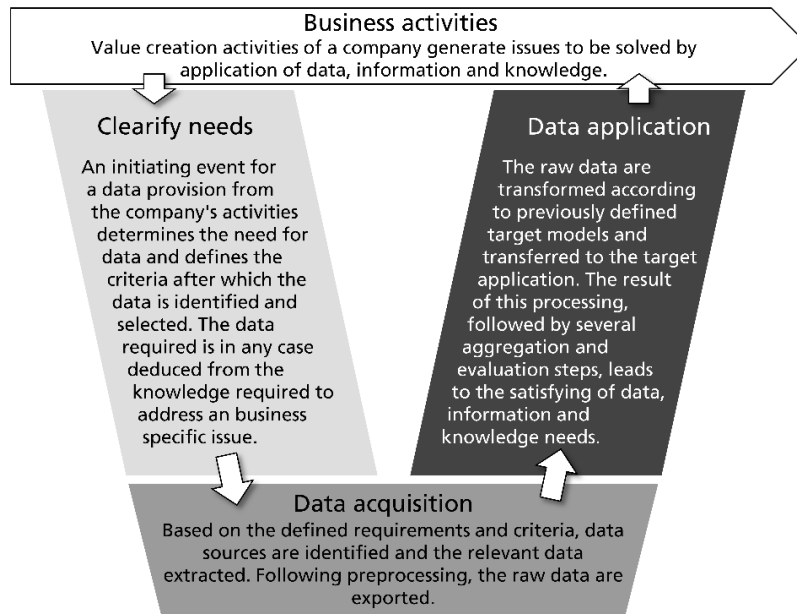 Business activities
Value creation activities of a company generate issues to be solved by
application of data, information and knowledge.
Clearify needs
An initiating event for
a data provision from
the company's activities
determines the need for
data and defines the
criteria after which the
data is identified and
selected. The data
required is in any case
deduced from the
knowledge required to
address an business
specific issue.
Data acquisition
Based on the defined requirements and criteria, data
sources are identified and the relevant data
extracted. Following preprocessing, the raw data are
exported.
Data application
The raw data are
transformed according
to previously defined
target models and
transferred to the target
application. The result
of this processing,
followed by several
aggregation and
evaluation steps, leads
to the satisfying of data,
information and
knowledge needs.